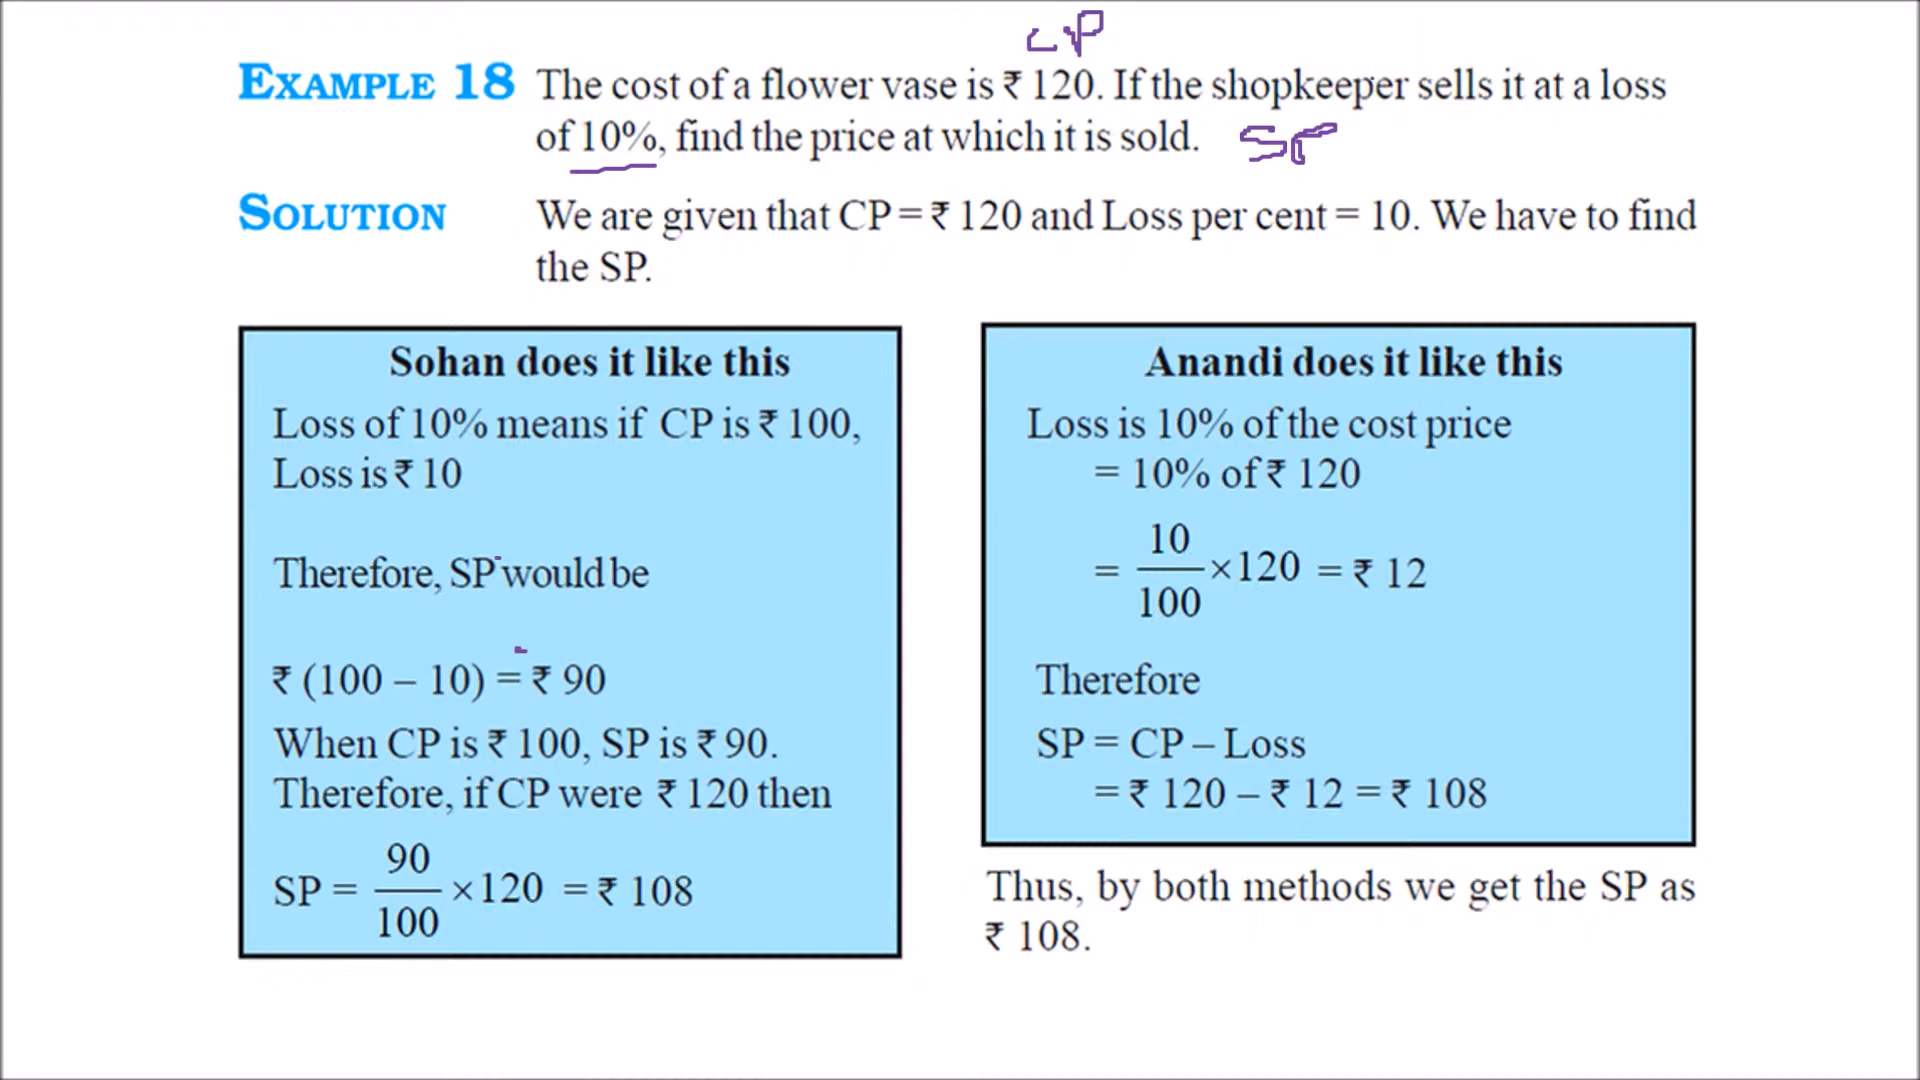 CP
EXAMPLE 18 The cost of a flower vase is ₹ 120. If the shopkeeper sells it at a loss
of 10%, find the price at which it is sold. SP
SOLUTION We are given that CP = ₹ 120 and Loss per cent = 10. We have to find
the SP.
Sohan does it like this
Loss of 10% means if CP is ₹ 100,
Loss is ₹ 10
Therefore, SP would be
₹ (100 – 10) = ₹ 90
When CP is ₹ 100, SP is ₹ 90.
Therefore, if CP were ₹ 120 then
SP = 90/100 × 120 = ₹ 108
Anandi does it like this
Loss is 10% of the cost price
= 10% of ₹ 120
= 10/100 × 120 = ₹ 12
Therefore
SP = CP – Loss
= ₹ 120 – ₹ 12 = ₹ 108
Thus, by both methods we get the SP as
₹ 108.